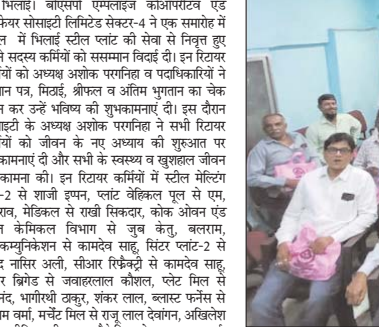 भिलाई। बीएसपी एम्पलाइज कोऑपरेटिव एंड
फेयर सोसाइटी लिमिटेड सेक्टर-4 ने एक समारोह में
में भिलाई स्टील प्लांट की सेवा से निवृत्त हुए
सदस्य कर्मियों को ससम्मान विदाई दी। इन रिटायर
र्मियों को अध्यक्ष अशोक परगनिहा व पदाधिकारियों ने
पत्र, मिठाई, श्रीफल व अंतिम भुगतान का चेक
कर उन्हें भविष्य की शुभकामनाएं दी। इस दौरान
साइटी के अध्यक्ष अशोक परगनिहा ने सभी रिटायर
र्मियों को जीवन के नए अध्याय की शुरुआत पर
कामनाएं दी और सभी के स्वस्थ्य व खुशहाल जीवन
कामना की। इन रिटायर कर्मियों में स्टील मेल्टिंग
-2 से शाजी इप्पन, प्लांट वेहिकल पूल से एम,
राव, मेडिकल से राखी सिकदार, कोक ओवन एंड
केमिकल विभाग से जुब केतु, बलराम,
कम्युनिकेशन से कामदेव साहू, सिंटर प्लांट-2 से
नासिर अली, सीआर रिफ्रैक्ट्री से कामदेव साहू,
ब्रिगेड से जवाहरलाल कौशल, प्लेट मिल से
नंद, भागीरथी ठाकुर, शंकर लाल, ब्लास्ट फर्नेस से
म वर्मा, मर्चेंट मिल से राजू लाल देवांगन, अखिलेश